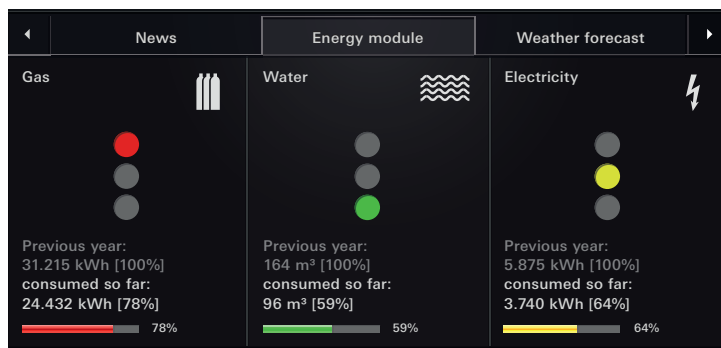 News
Energy module
Weather forecast
Gas
Previous year:
31.215 kWh [100%]
consumed so far:
24.432 kWh [78%]
78%
Water
Previous year:
164 m³ [100%]
consumed so far:
96 m³ [59%]
59%
Electricity
Previous year:
5.875 kWh [100%]
consumed so far:
3.740 kWh [64%]
64%